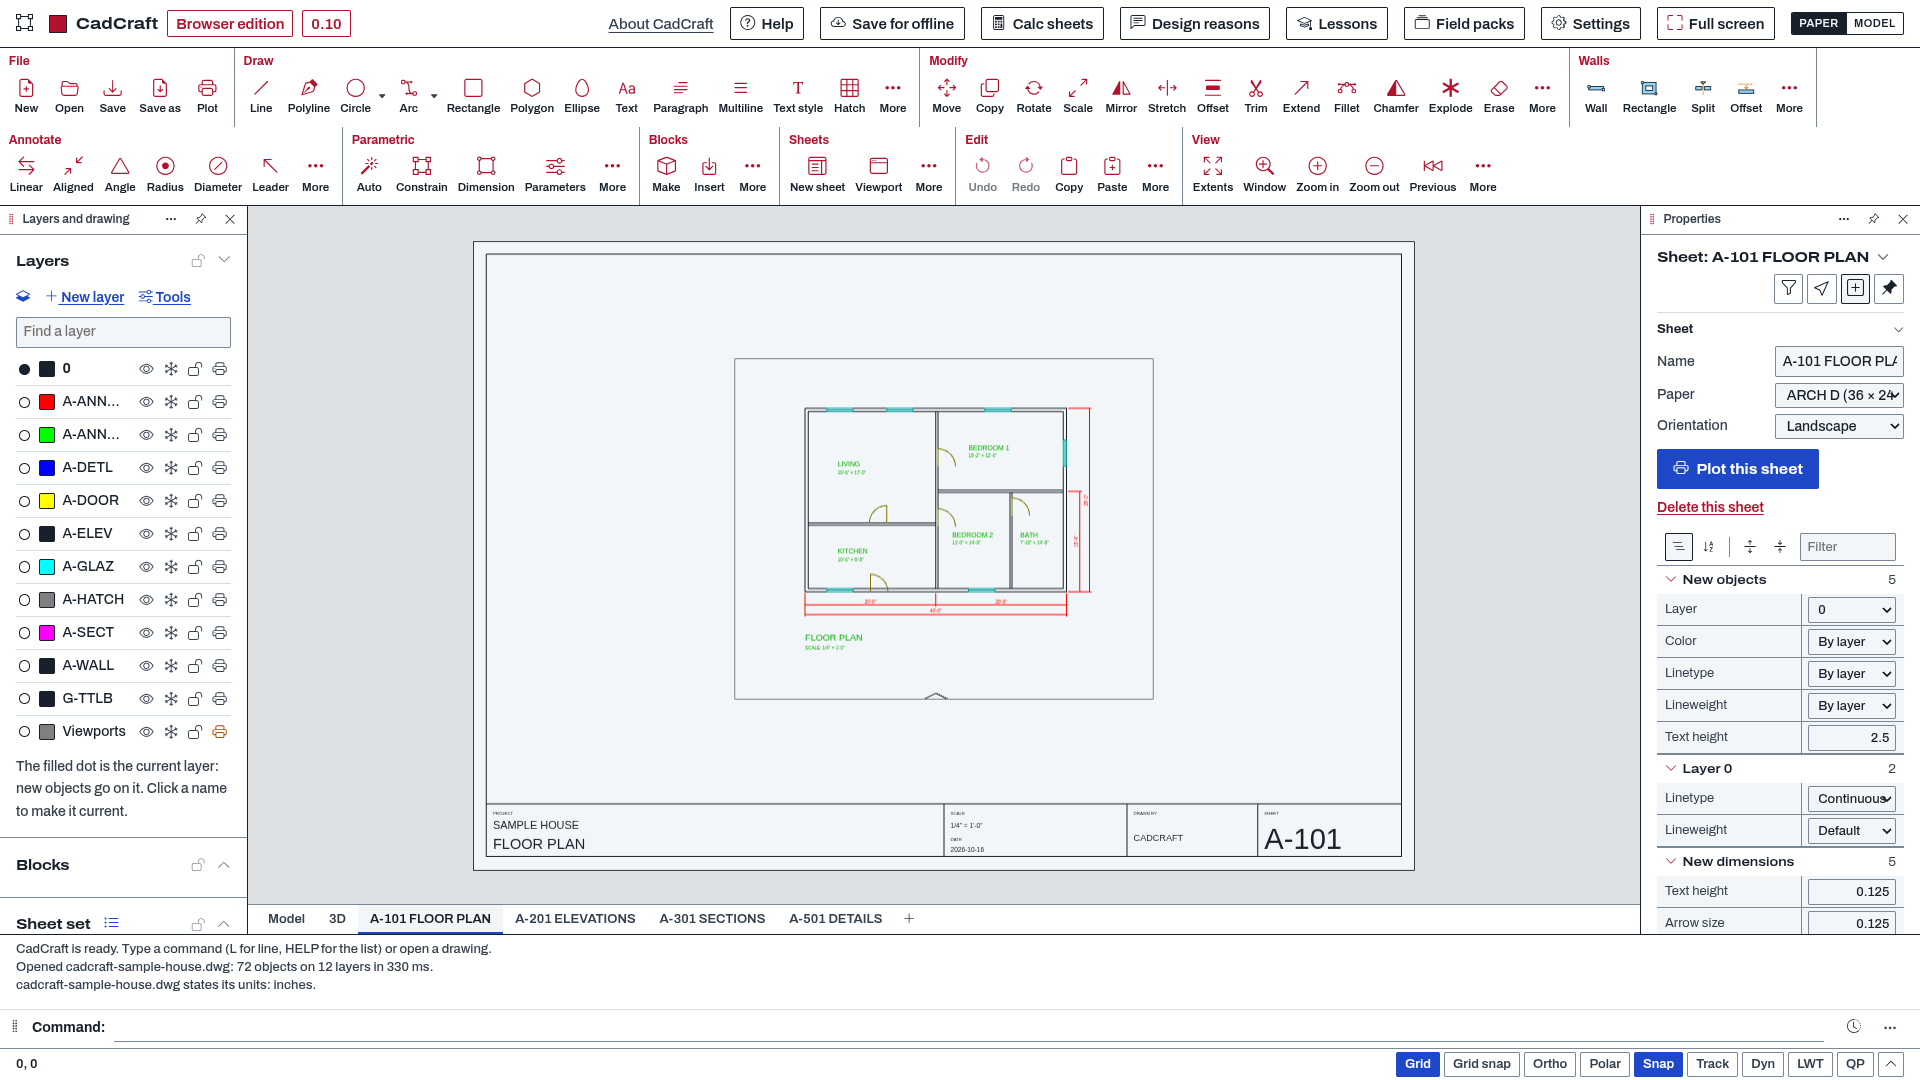 CadCraft Browser edition 0.10 About CadCraft Help Save for offline Calc sheets Design reasons Lessons Field packs Settings Full screen PAPER MODEL
File Draw Modify Walls
New Open Save Save as Plot Line Polyline Circle Arc Rectangle Polygon Ellipse Text Paragraph Multiline Text style Hatch More Move Copy Rotate Scale Mirror Stretch Offset Trim Extend Fillet Chamfer Explode Erase More Wall Rectangle Split Offset More
Annotate Parametric Blocks Sheets Edit View
Linear Aligned Angle Radius Diameter Leader More Auto Constrain Dimension Parameters More Make Insert More New sheet Viewport More Undo Redo Copy Paste More Extents Window Zoom in Zoom out Previous More
Layers and drawing
Layers
New layer Tools
Find a layer
0
A-ANN...
A-ANN...
A-DETL
A-DOOR
A-ELEV
A-GLAZ
A-HATCH
A-SECT
A-WALL
G-TTLB
Viewports
The filled dot is the current layer:
new objects go on it. Click a name
to make it current.
Blocks
Sheet set
LIVING
BEDROOM 1
KITCHEN
BEDROOM 2
BATH
FLOOR PLAN
PROJECT
SAMPLE HOUSE
FLOOR PLAN
SCALE
1/4" = 1'-0"
DATE
2026-10-16
DRAWN BY
CADCRAFT
SHEET
A-101
Model 3D A-101 FLOOR PLAN A-201 ELEVATIONS A-301 SECTIONS A-501 DETAILS
Properties
Sheet: A-101 FLOOR PLAN
Sheet
Name A-101 FLOOR PLA
Paper ARCH D (36 × 24
Orientation Landscape
Plot this sheet
Delete this sheet
Filter
New objects 5
Layer 0
Color By layer
Linetype By layer
Lineweight By layer
Text height 2.5
Layer 0 2
Linetype Continuous
Lineweight Default
New dimensions 5
Text height 0.125
Arrow size 0.125
CadCraft is ready. Type a command (L for line, HELP for the list) or open a drawing.
Opened cadcraft-sample-house.dwg: 72 objects on 12 layers in 330 ms.
cadcraft-sample-house.dwg states its units: inches.
Command:
0, 0 Grid Grid snap Ortho Polar Snap Track Dyn LWT QP